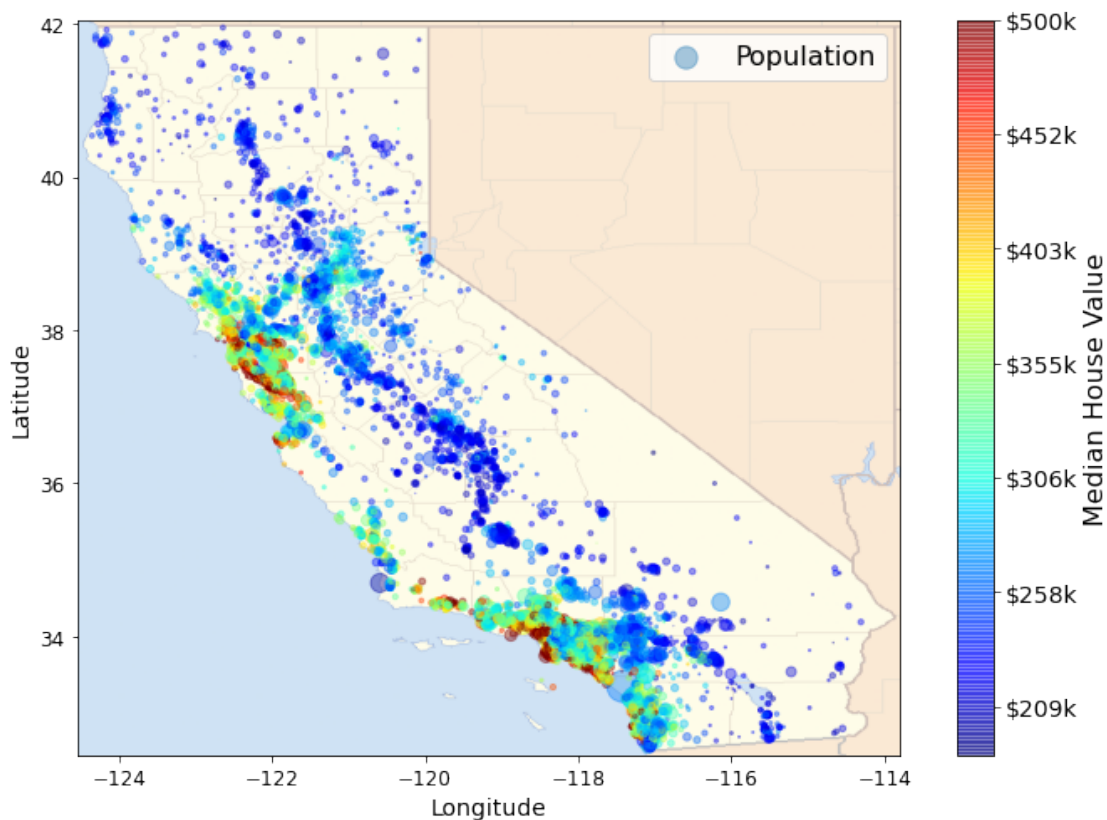 Population
42
40
38
36
34
Latitude
−124
−122
−120
−118
−116
−114
Longitude
$500k
$452k
$403k
$355k
$306k
$258k
$209k
Median House Value